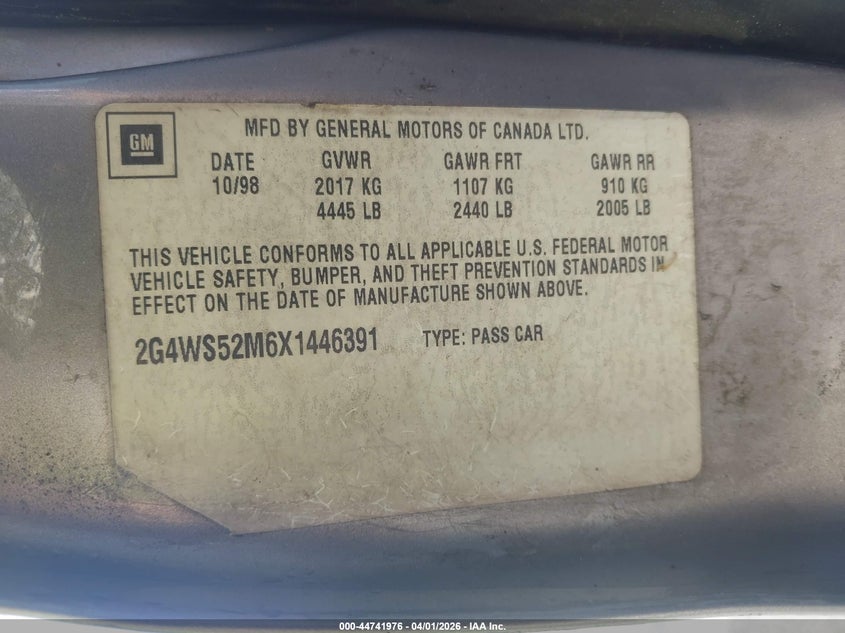 GM
MFD BY GENERAL MOTORS OF CANADA LTD.
DATE GVWR GAWR FRT GAWR RR
10/98 2017 KG 1107 KG 910 KG
4445 LB 2440 LB 2005 LB
THIS VEHICLE CONFORMS TO ALL APPLICABLE U.S. FEDERAL MOTOR
VEHICLE SAFETY, BUMPER, AND THEFT PREVENTION STANDARDS IN
EFFECT ON THE DATE OF MANUFACTURE SHOWN ABOVE.
2G4WS52M6X1446391 TYPE: PASS CAR
000-44741976 - 04/01/2026 - IAA Inc.